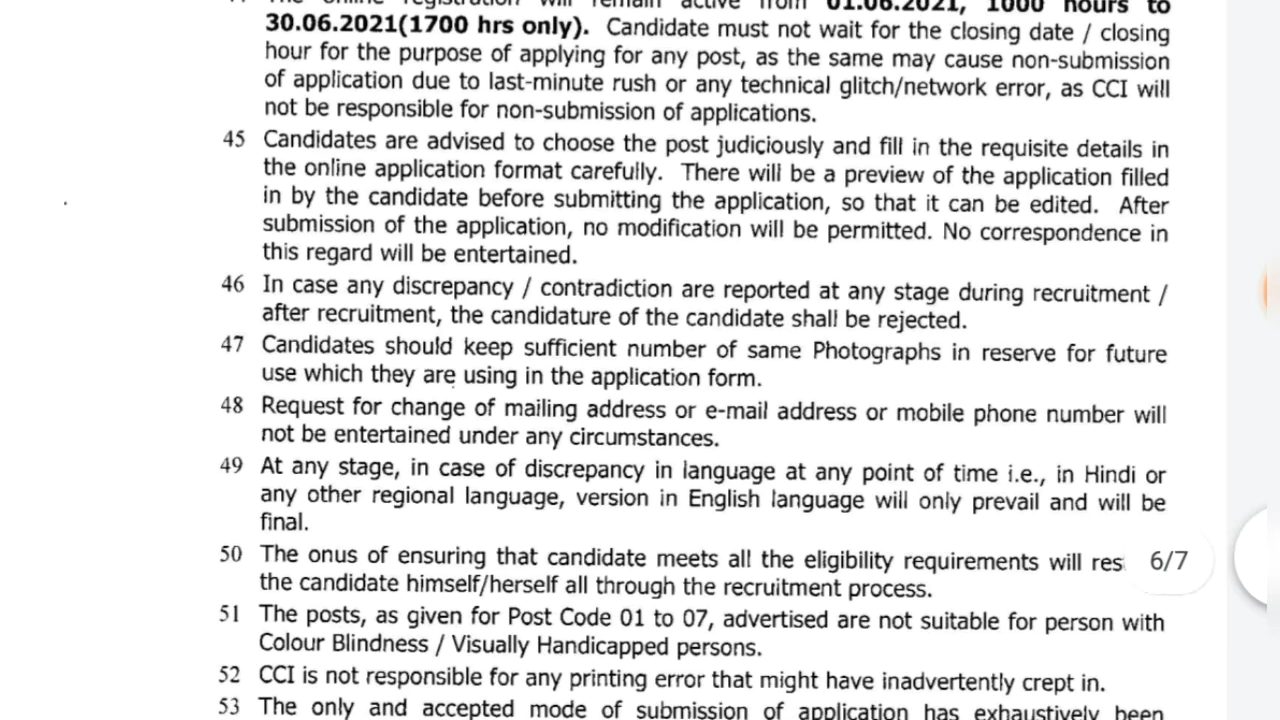 The online registration will remain active from 01.06.2021, 1000 hours to
30.06.2021(1700 hrs only). Candidate must not wait for the closing date / closing
hour for the purpose of applying for any post, as the same may cause non-submission
of application due to last-minute rush or any technical glitch/network error, as CCI will
not be responsible for non-submission of applications.
45 Candidates are advised to choose the post judiciously and fill in the requisite details in
the online application format carefully. There will be a preview of the application filled
in by the candidate before submitting the application, so that it can be edited. After
submission of the application, no modification will be permitted. No correspondence in
this regard will be entertained.
46 In case any discrepancy / contradiction are reported at any stage during recruitment /
after recruitment, the candidature of the candidate shall be rejected.
47 Candidates should keep sufficient number of same Photographs in reserve for future
use which they are using in the application form.
48 Request for change of mailing address or e-mail address or mobile phone number will
not be entertained under any circumstances.
49 At any stage, in case of discrepancy in language at any point of time i.e., in Hindi or
any other regional language, version in English language will only prevail and will be
final.
50 The onus of ensuring that candidate meets all the eligibility requirements will res
6/7
the candidate himself/herself all through the recruitment process.
51 The posts, as given for Post Code 01 to 07, advertised are not suitable for person with
Colour Blindness / Visually Handicapped persons.
52 CCI is not responsible for any printing error that might have inadvertently crept in.
53 The only and accepted mode of submission of application has exhaustively been